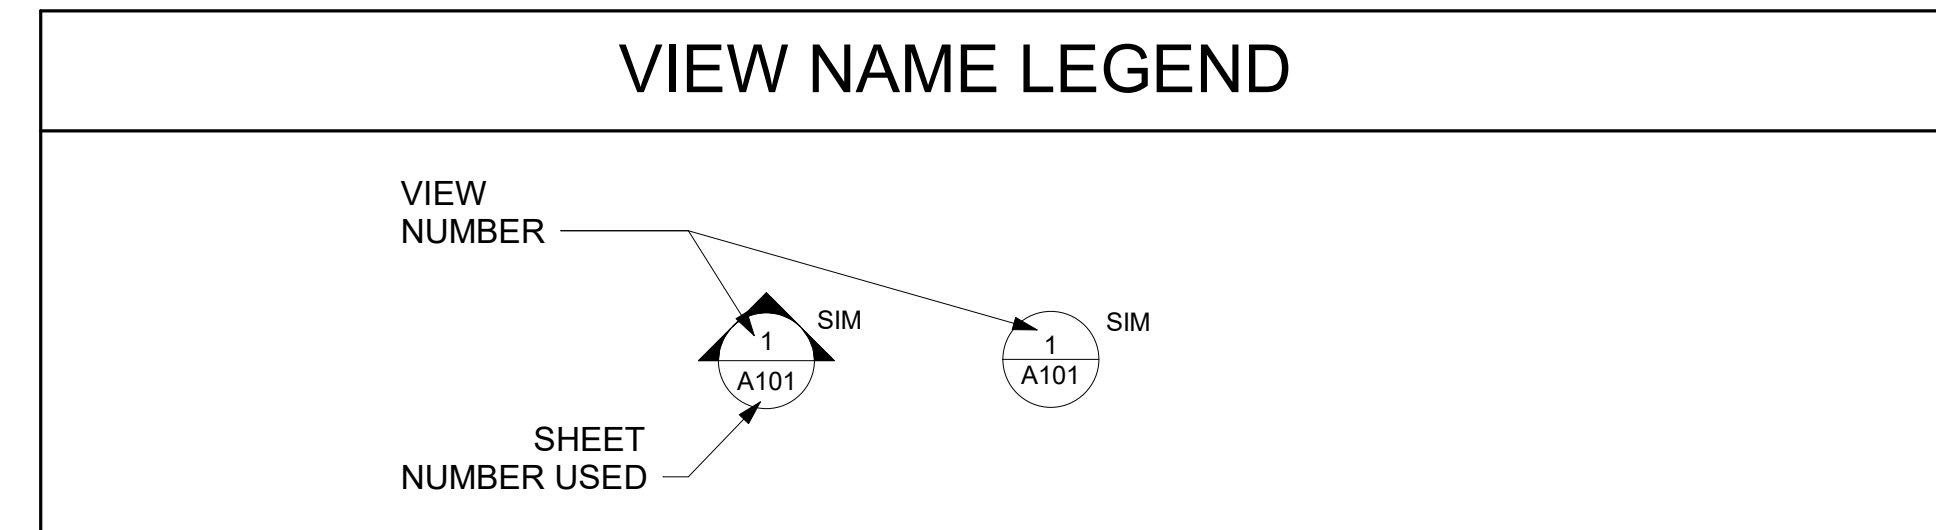 VIEW NAME LEGEND
VIEW
NUMBER
SIM
1
A101
SIM
1
A101
SHEET
NUMBER USED